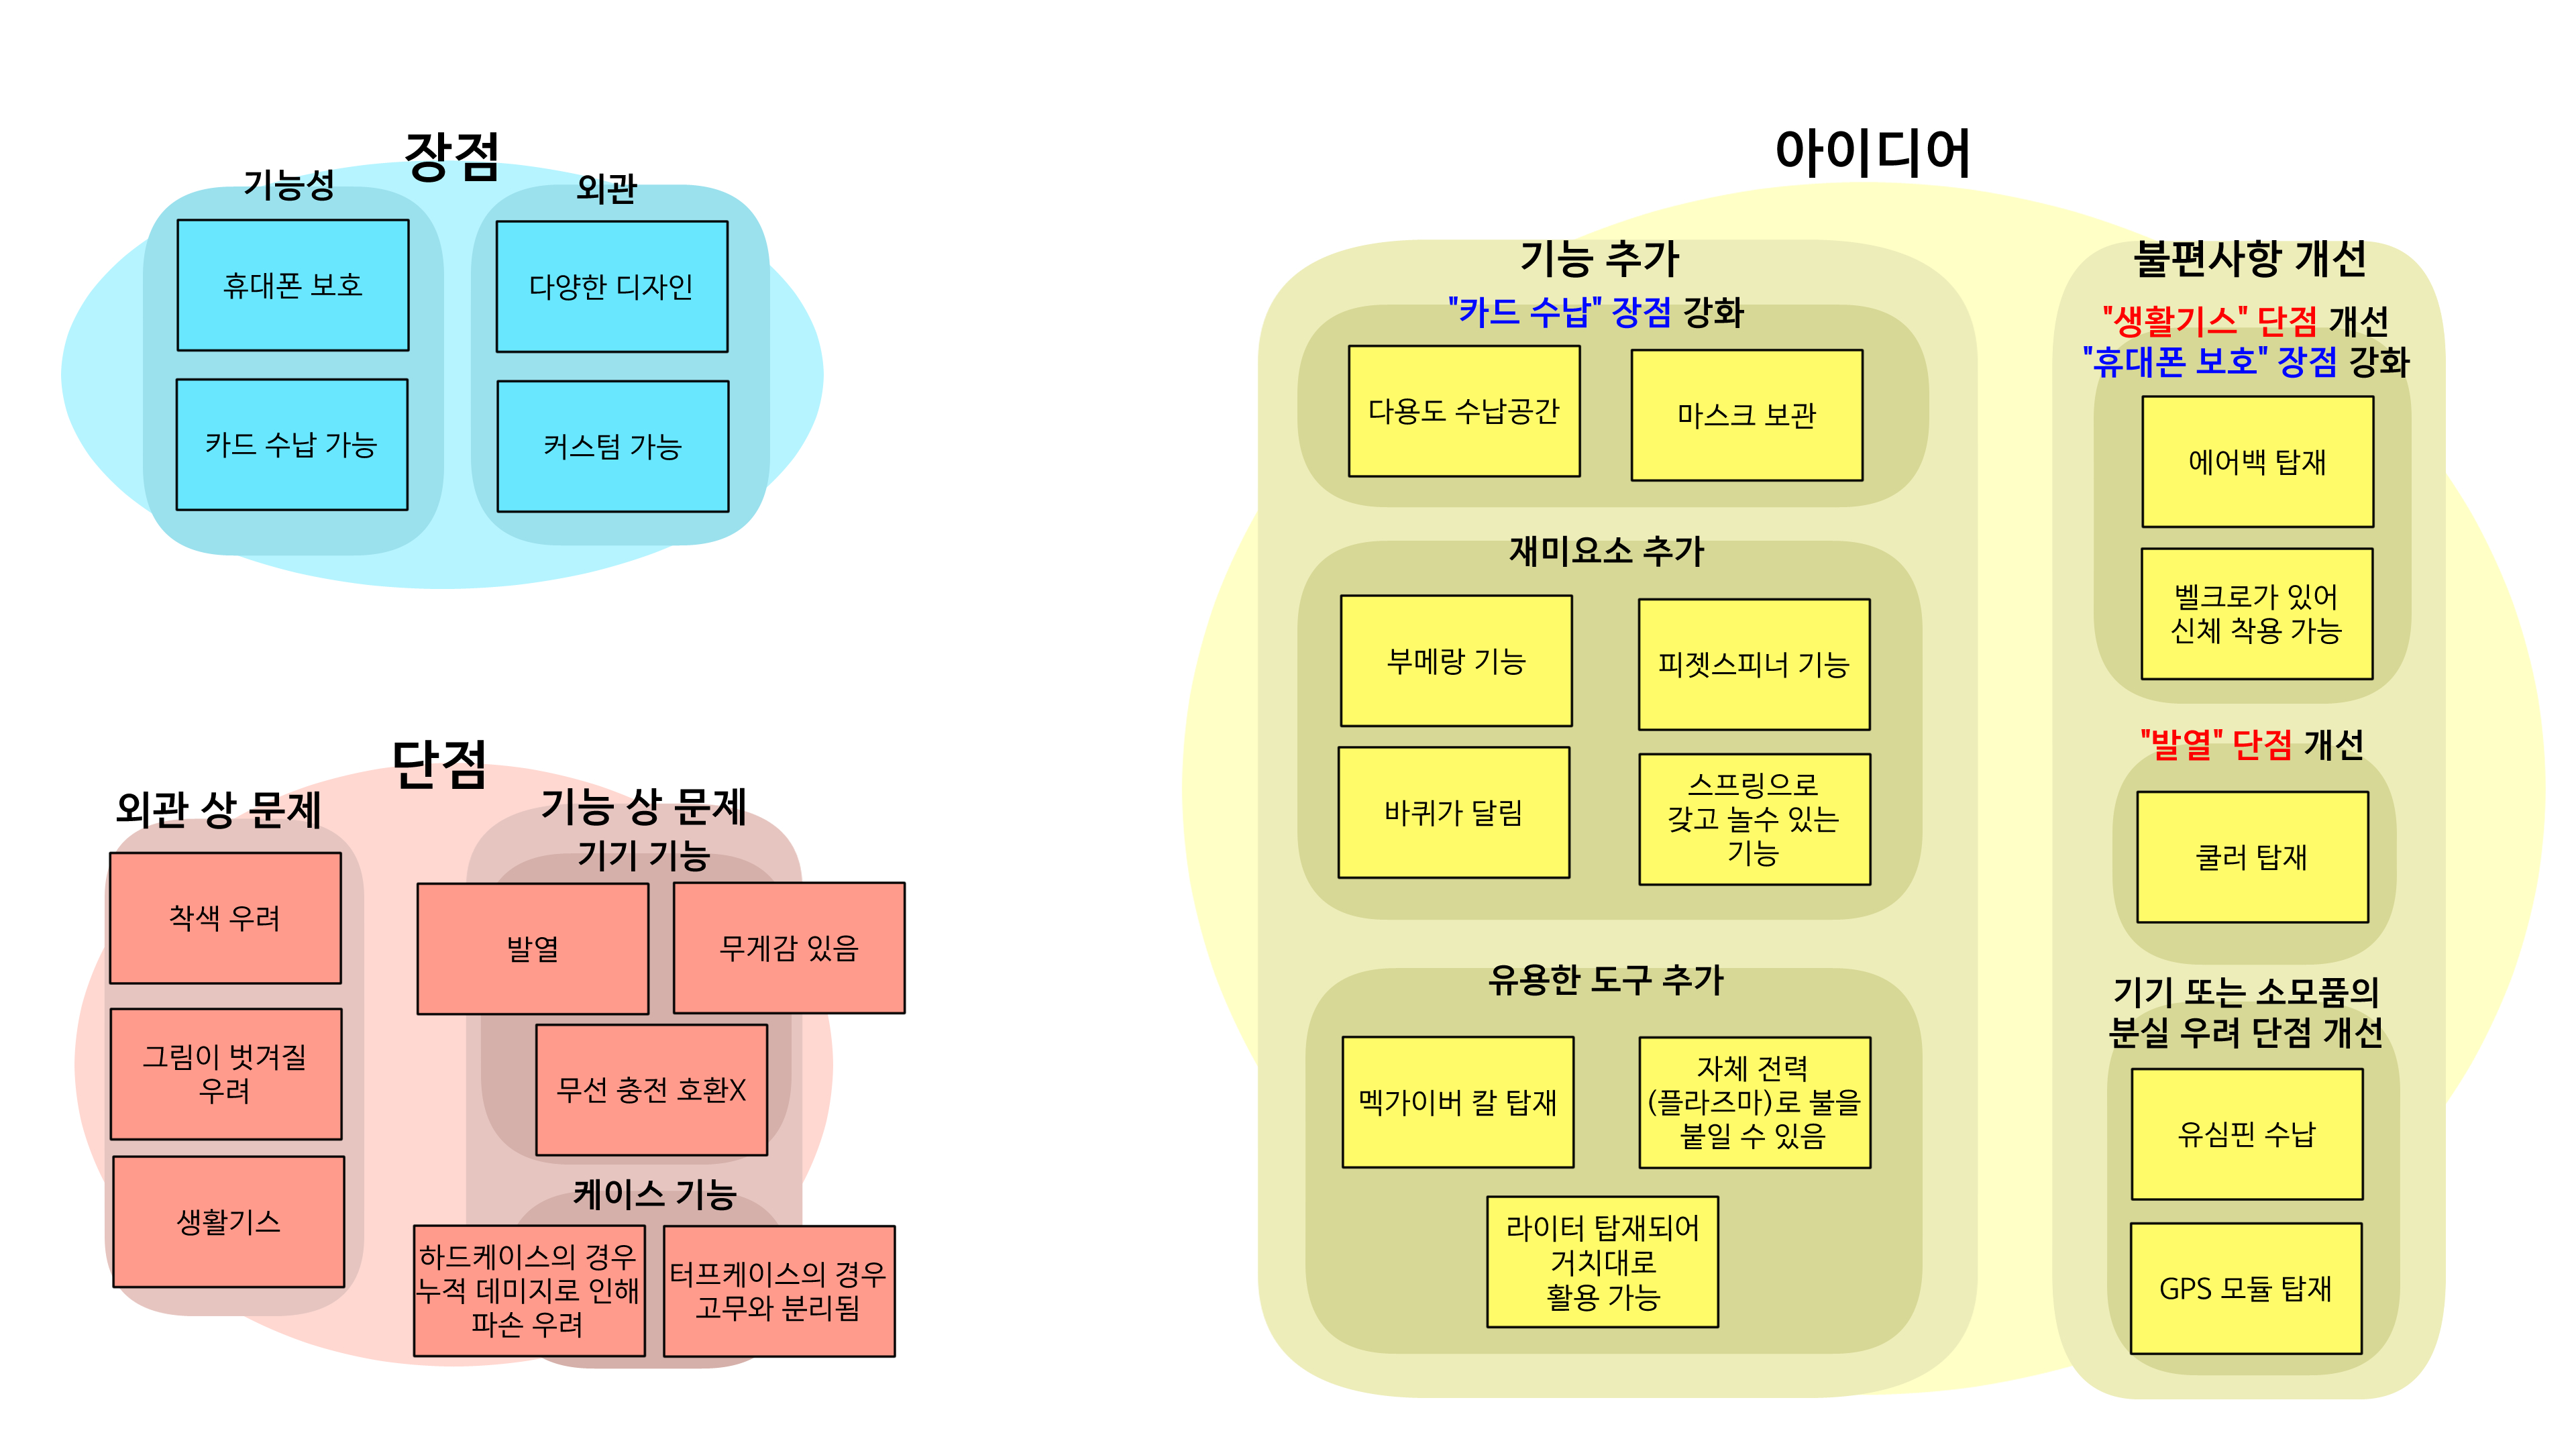 장점
기능성
휴대폰 보호
카드 수납 가능
외관
다양한 디자인
커스텀 가능
단점
외관 상 문제
착색 우려
그림이 벗겨질
우려
생활기스
기능 상 문제
기기 기능
발열
무게감 있음
무선 충전 호환X
케이스 기능
하드케이스의 경우
누적 데미지로 인해
파손 우려
터프케이스의 경우
고무와 분리됨
아이디어
기능 추가
"카드 수납" 장점 강화
다용도 수납공간
마스크 보관
재미요소 추가
부메랑 기능
피젯스피너 기능
바퀴가 달림
스프링으로
갖고 놀수 있는
기능
유용한 도구 추가
멕가이버 칼 탑재
자체 전력
(플라즈마)로 불을
붙일 수 있음
라이터 탑재되어
거치대로
활용 가능
불편사항 개선
"생활기스" 단점 개선
"휴대폰 보호" 장점 강화
에어백 탑재
벨크로가 있어
신체 착용 가능
"발열" 단점 개선
쿨러 탑재
기기 또는 소모품의
분실 우려 단점 개선
유심핀 수납
GPS 모듈 탑재